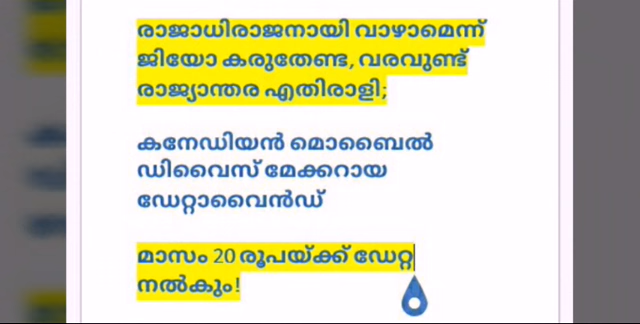 രാജാധിരാജനായി വാഴാമെന്ന്
ജിയോ കരുതേണ്ട, വരവുണ്ട്
രാജ്യാന്തര എതിരാളി;
കനേഡിയൻ മൊബൈൽ
ഡിവൈസ് മേക്കറായ
ഡേറ്റാവൈൻഡ്
മാസം 20 രൂപയ്ക്ക് ഡേറ്റ
നൽകും!